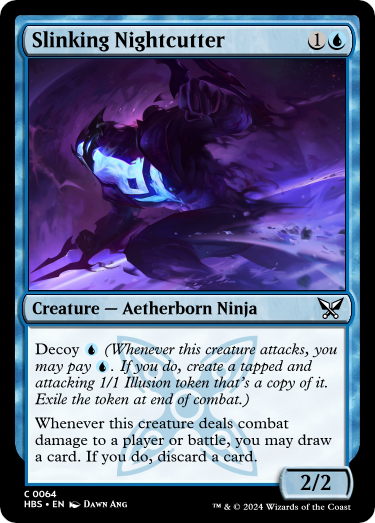 Slinking Nightcutter 1
Creature — Aetherborn Ninja
Decoy (Whenever this creature attacks, you
may pay . If you do, create a tapped and
attacking 1/1 Illusion token that's a copy of it.
Exile the token at end of combat.)
Whenever this creature deals combat
damage to a player or battle, you may draw
a card. If you do, discard a card.
2/2
C 0064
HBS • EN Dawn Ang
™ & © 2024 Wizards of the Coast